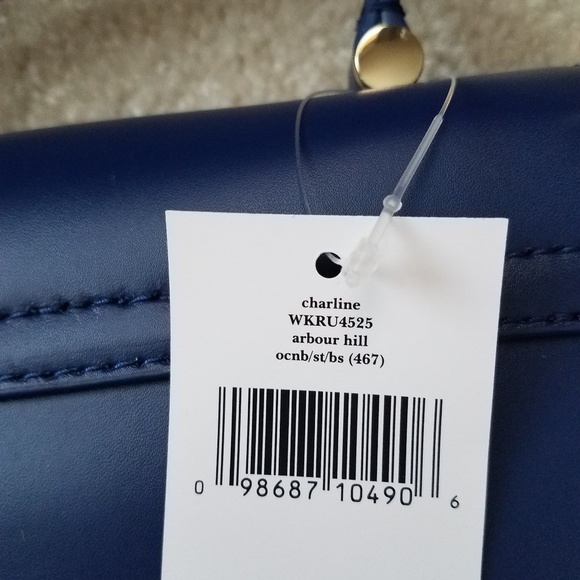 charline
WKRU4525
arbour hill
ocnb/st/bs (467)
0 98687 10490 6